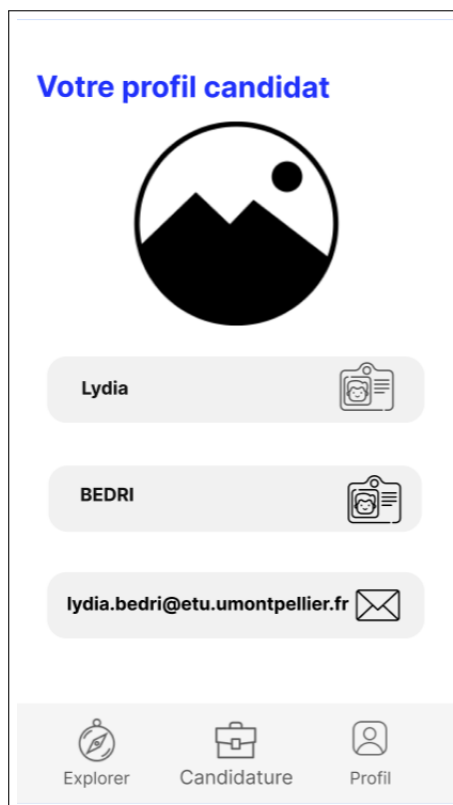 Votre profil candidat
Lydia
BEDRI
lydia.bedri@etu.umontpellier.fr
Explorer Candidature Profil